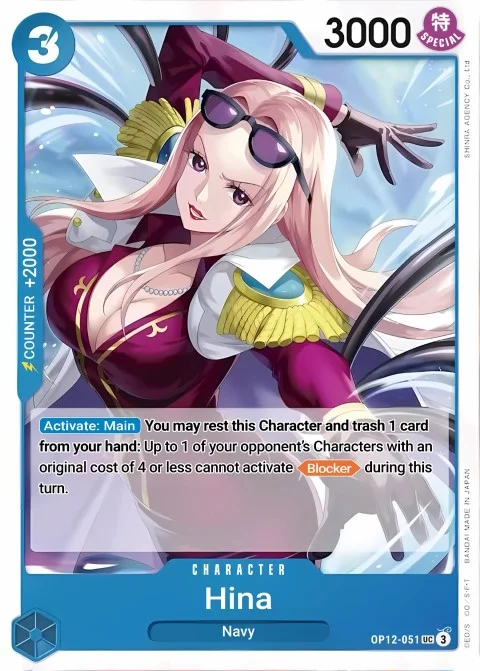 3
3000
特
SPECIAL
SHINRA AGENCY Co., Ltd
COUNTER +2000
Activate: Main You may rest this Character and trash 1 card
from your hand: Up to 1 of your opponent's Characters with an
original cost of 4 or less cannot activate Blocker during this
turn.
CHARACTER
Hina
Navy
OP12-051 UC 3
BANDAI MADE IN JAPAN